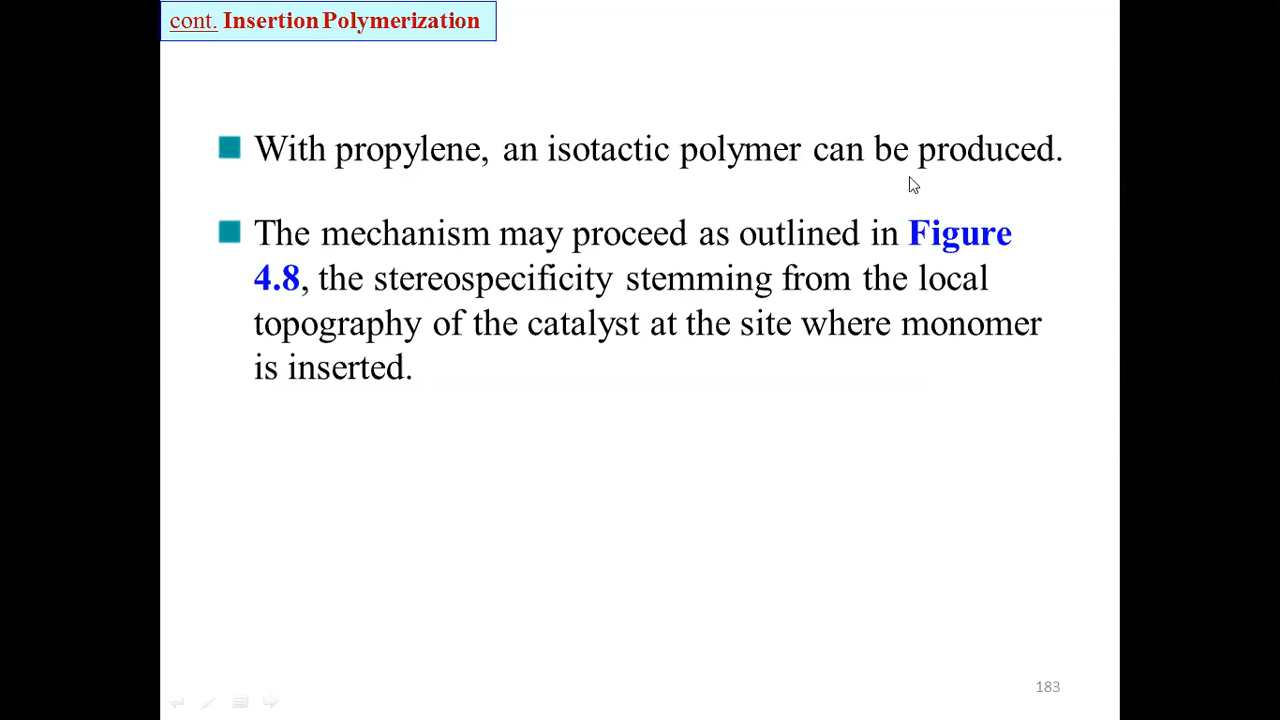 cont. Insertion Polymerization
With propylene, an isotactic polymer can be produced.
The mechanism may proceed as outlined in Figure
4.8, the stereospecificity stemming from the local
topography of the catalyst at the site where monomer
is inserted.
183